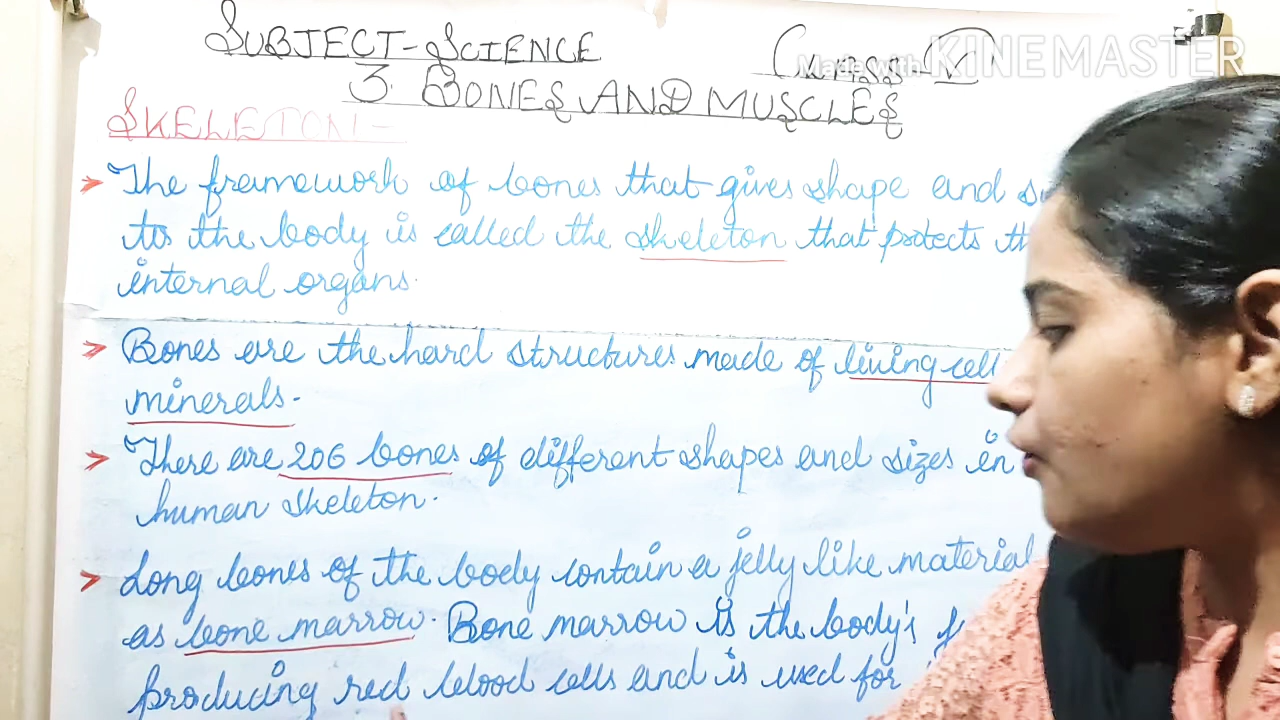 SUBJECT-SCIENCE
CLASS-V
Made with KINEMASTER
3. BONES AND MUSCLES
SKELETON-
The framework of bones that gives shape and
to the body is called the skeleton that protects
internal organs.
Bones are the hard structures made of living cell
minerals.
There are 206 bones of different shapes and sizes in
human skeleton.
Long bones of the body contain a jelly like material
as bone marrow. Bone marrow is the body's
producing red blood cells and is used for